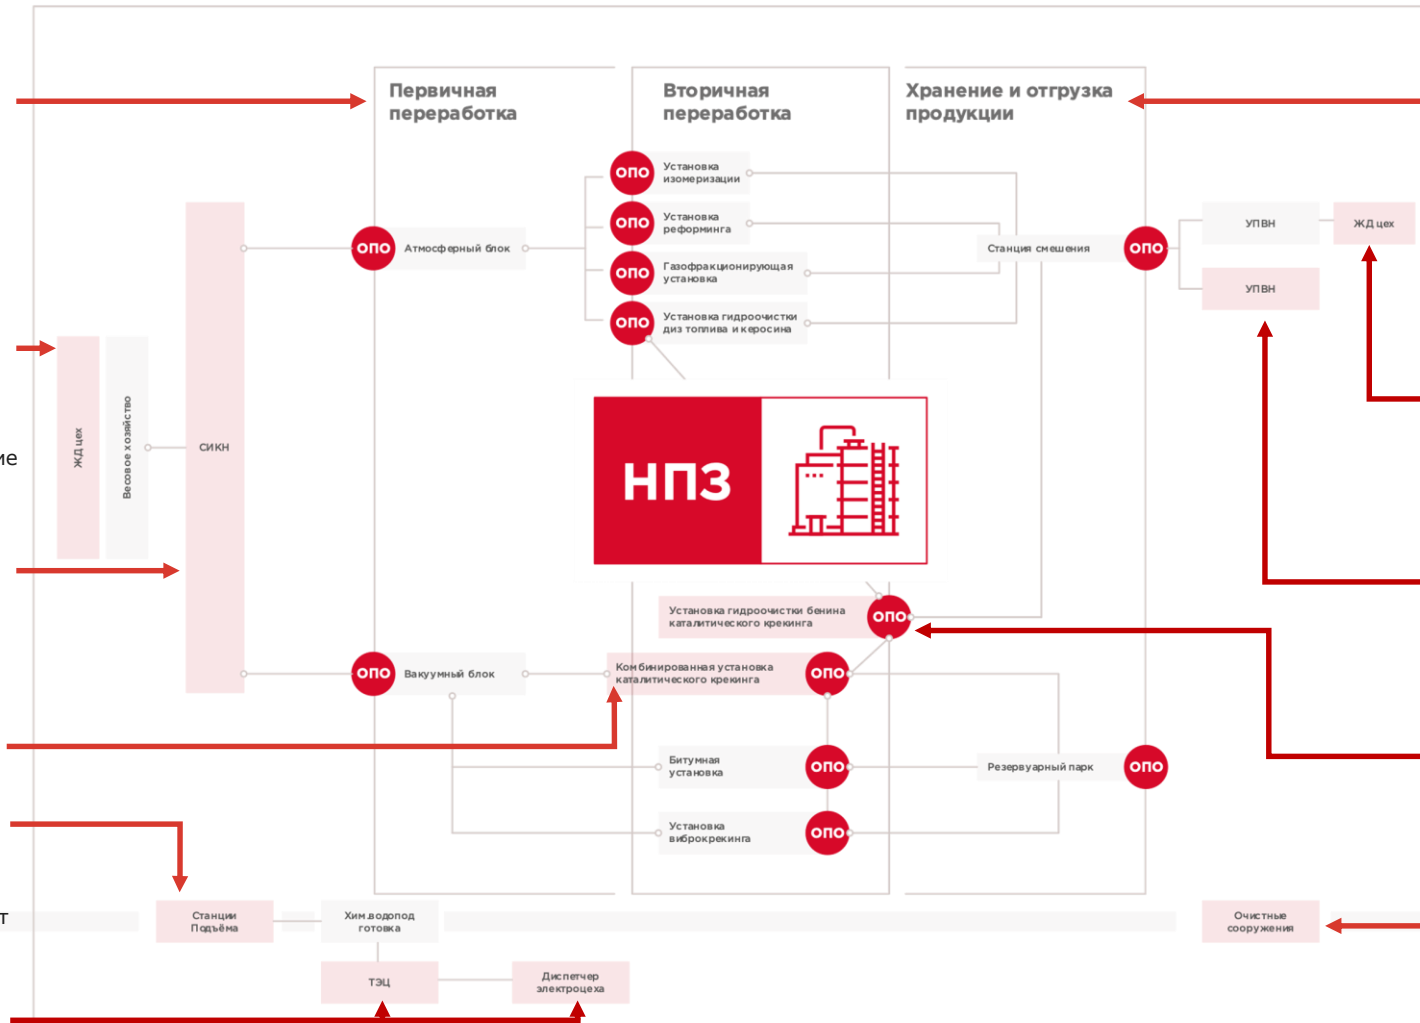 Первичная
переработка
Вторичная
переработка
Хранение и отгрузка
продукции
ОПО
Установка
изомеризации
ОПО
Установка
реформинга
ОПО
Атмосферный блок
ОПО
Газофракционирующая
установка
ОПО
Установка гидроочистки
диз топлива и керосина
Станция смешения
ОПО
УПВН
ЖД цех
УПВН
ие
ЖД цех
Весовое хозяйство
СИКН
НПЗ
Установка гидроочистки бенина
каталитического крекинга
ОПО
ОПО
Вакуумный блок
Комбинированная установка
каталитического крекинга
ОПО
Битумная
установка
ОПО
Резервуарный парк
ОПО
Установка
виброкрекинга
ОПО
т
Станции
Подъёма
Хим.водопод
готовка
Очистные
сооружения
ТЭЦ
Диспетчер
электроцеха